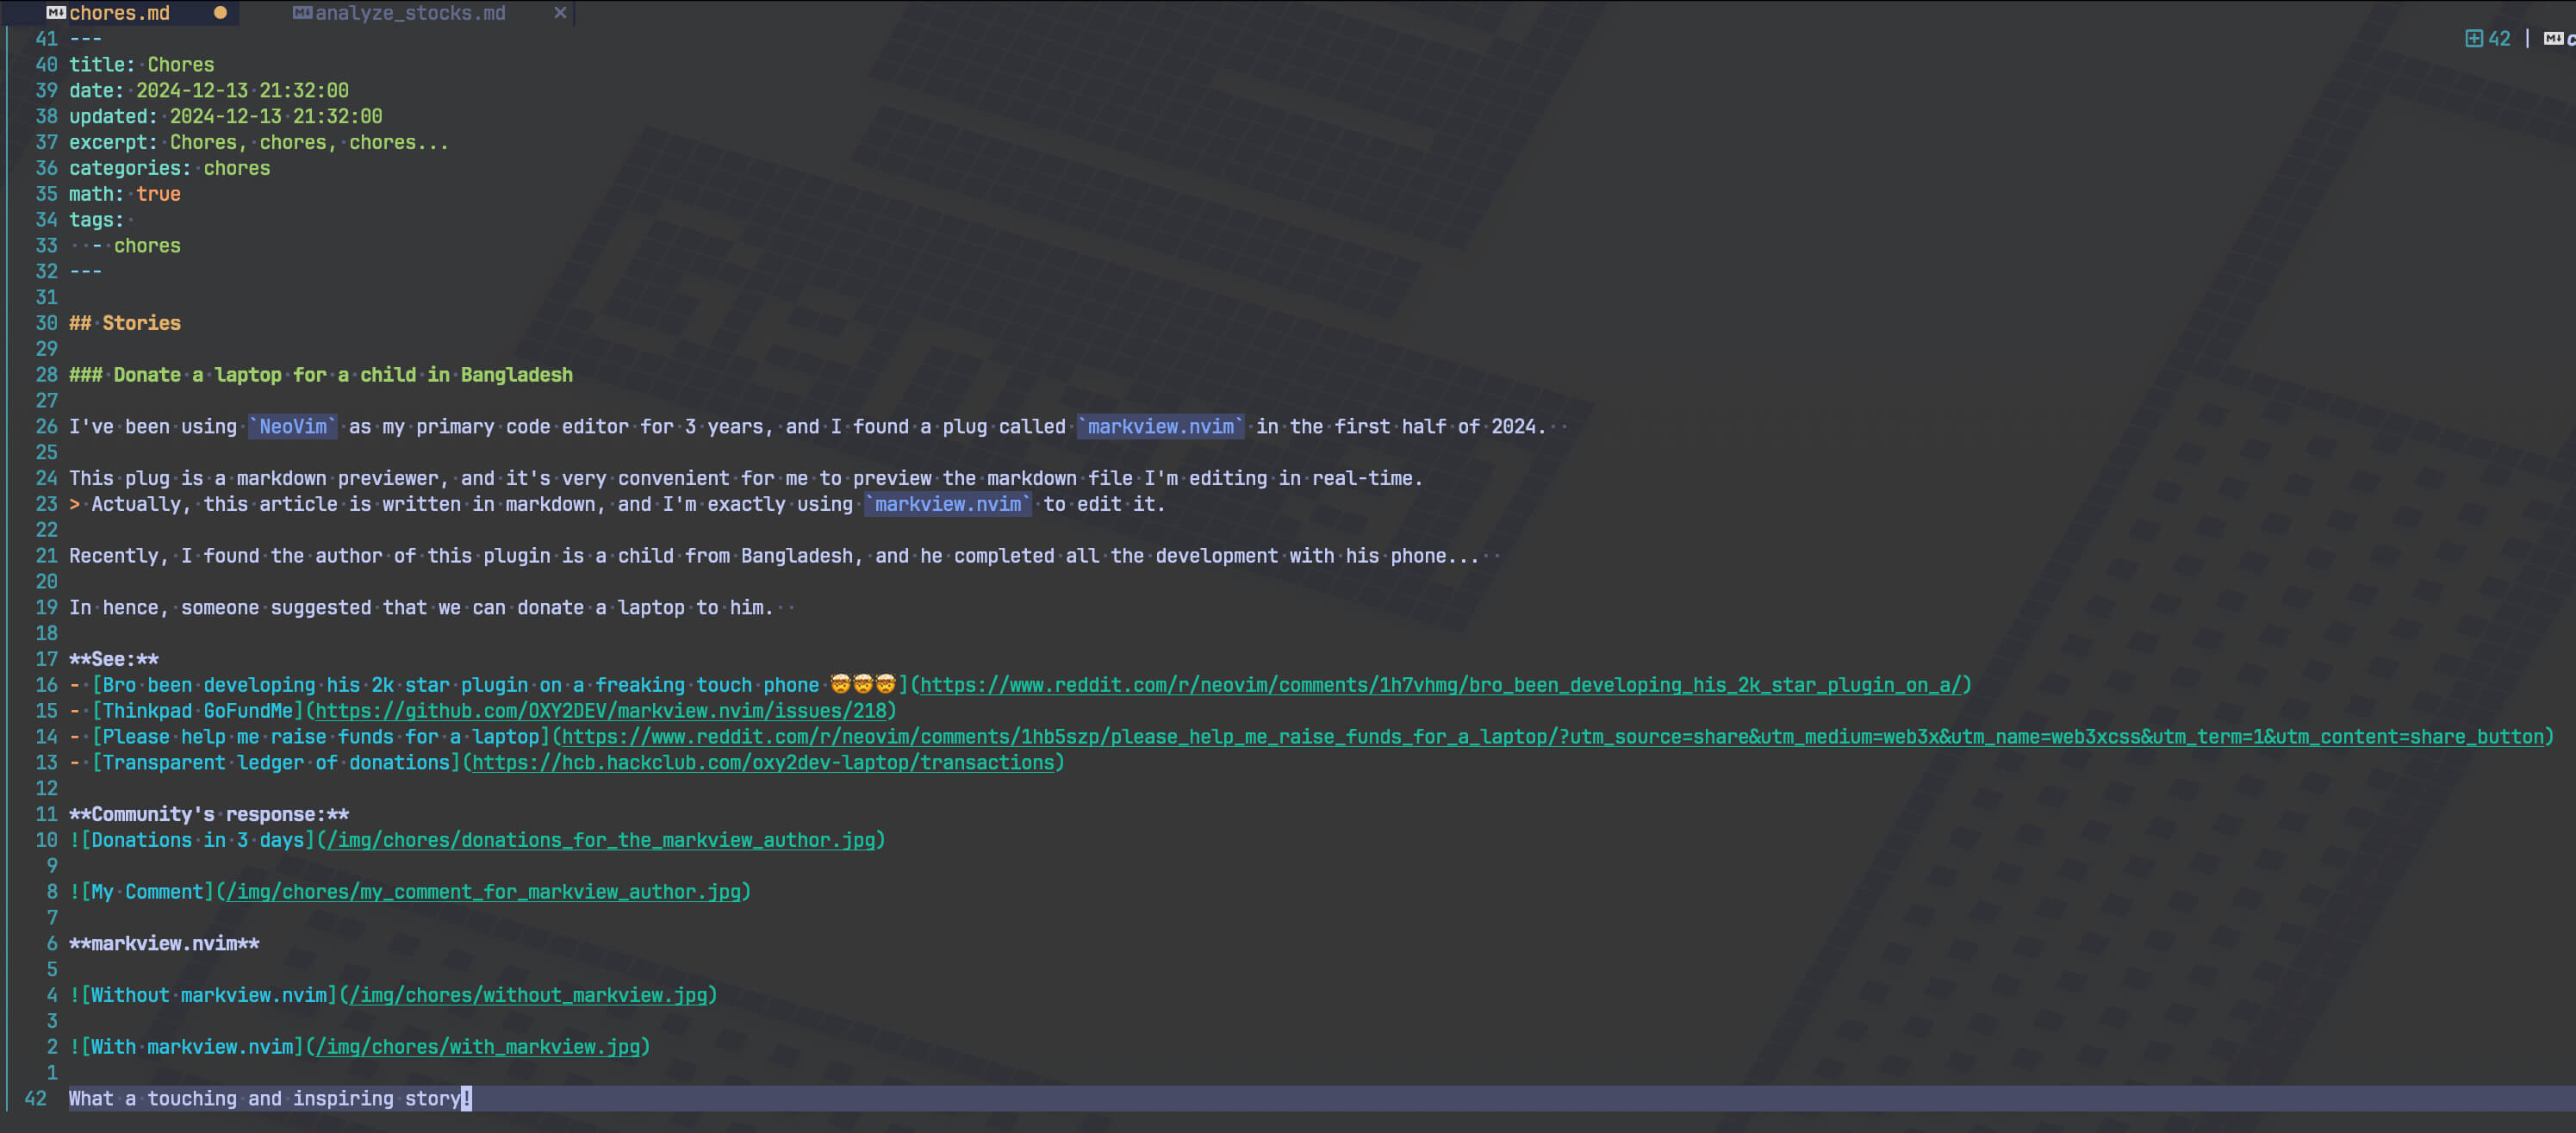 chores.md
analyze_stocks.md
42
41 ---
40 title: Chores
39 date: 2024-12-13 21:32:00
38 updated: 2024-12-13 21:32:00
37 excerpt: Chores, chores, chores...
36 categories: chores
35 math: true
34 tags:
33   - chores
32 ---
31
30 ## Stories
29
28 ### Donate a laptop for a child in Bangladesh
27
26 I've been using `NeoVim` as my primary code editor for 3 years, and I found a plug called `markview.nvim` in the first half of 2024.
25
24 This plug is a markdown previewer, and it's very convenient for me to preview the markdown file I'm editing in real-time.
23 > Actually, this article is written in markdown, and I'm exactly using `markview.nvim` to edit it.
22
21 Recently, I found the author of this plugin is a child from Bangladesh, and he completed all the development with his phone...
20
19 In hence, someone suggested that we can donate a laptop to him.
18
17 **See:**
16 - [Bro been developing his 2k star plugin on a freaking touch phone 🤯🤯🤯](https://www.reddit.com/r/neovim/comments/1h7vhmg/bro_been_developing_his_2k_star_plugin_on_a/)
15 - [Thinkpad GoFundMe](https://github.com/OXY2DEV/markview.nvim/issues/218)
14 - [Please help me raise funds for a laptop](https://www.reddit.com/r/neovim/comments/1hb5szp/please_help_me_raise_funds_for_a_laptop/?utm_source=share&utm_medium=web3x&utm_name=web3xcss&utm_term=1&utm_content=share_button)
13 - [Transparent ledger of donations](https://hcb.hackclub.com/oxy2dev-laptop/transactions)
12
11 **Community's response:**
10 ![Donations in 3 days](/img/chores/donations_for_the_markview_author.jpg)
9
8 ![My Comment](/img/chores/my_comment_for_markview_author.jpg)
7
6 **markview.nvim**
5
4 ![Without markview.nvim](/img/chores/without_markview.jpg)
3
2 ![With markview.nvim](/img/chores/with_markview.jpg)
1
42 What a touching and inspiring story!